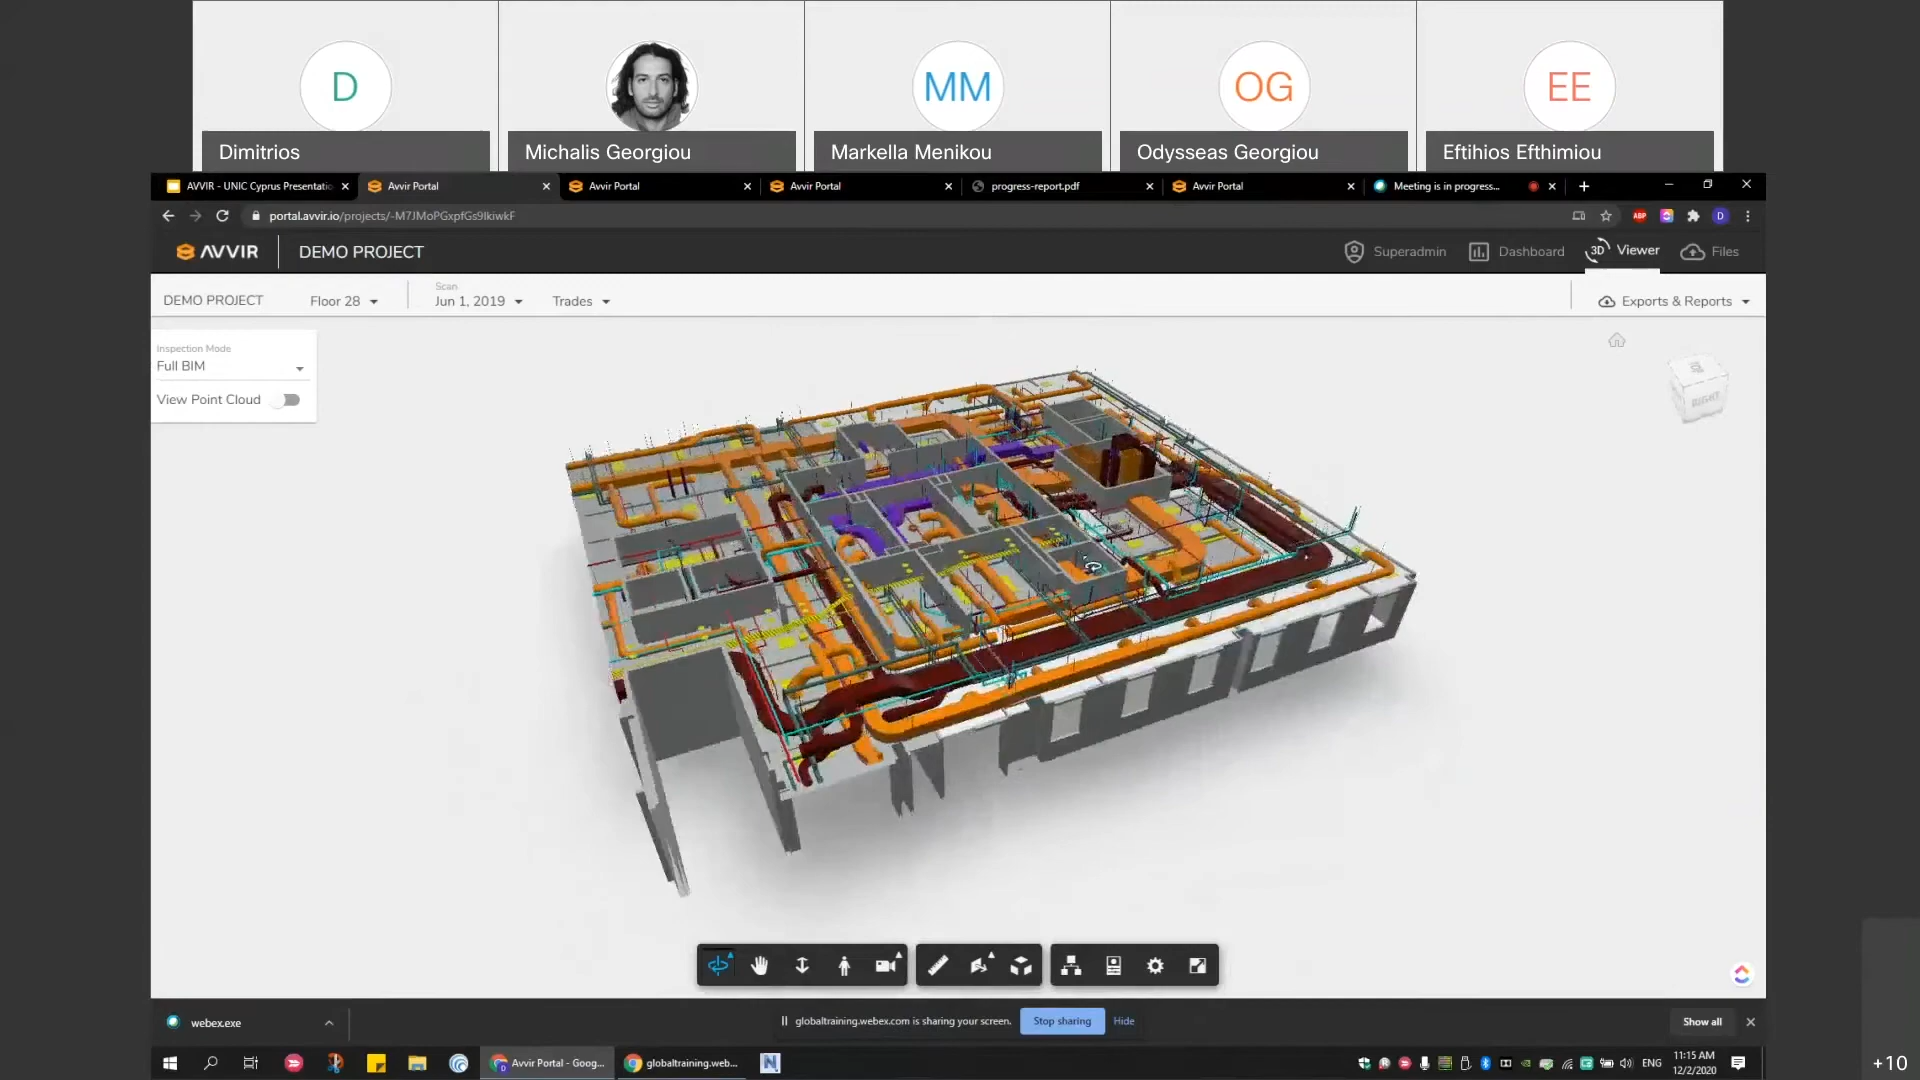 D
MM
OG
EE
Dimitrios
Michalis Georgiou
Markella Menikou
Odysseas Georgiou
Eftihios Efthimiou
AVVIR - UNIC Cyprus Presentatio
Avvir Portal
Avvir Portal
Avvir Portal
progress-report.pdf
Avvir Portal
Meeting is in progress...
portal.avvir.io/projects/-M7JMoPGxpfGs9lkiwkF
ABP
D
AVVIR
DEMO PROJECT
Superadmin
Dashboard
3D
Viewer
Files
DEMO PROJECT
Floor 28
Scan
Jun 1, 2019
Trades
Exports & Reports
Inspection Mode
Full BIM
View Point Cloud
RIGHT
webex.exe
globaltraining.webex.com is sharing your screen.
Stop sharing
Hide
Show all
Avvir Portal - Goog...
globaltraining.web...
N
ENG
11:15 AM
12/2/2020
+10